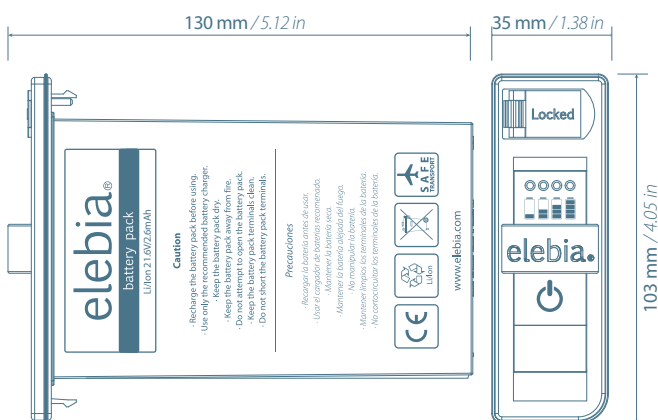 130 mm / 5.12 in
35 mm / 1.38 in
elebia®
battery pack
Li/Ion 21.6V/2.6mAh
Caution
· Recharge the battery pack before using.
· Use only the recommended battery charger.
· Keep the battery pack dry.
· Keep the battery pack away from fire.
· Do not attempt to open the battery pack.
· Keep the battery pack terminals clean.
· Do not short the battery pack terminals.
Precauciones
· Recargar la batería antes de usar.
· Usar el cargador de baterías recomendado.
· Mantener la batería seca.
· Mantener la batería alejada del fuego.
· No manipular la batería.
· Mantener limpios los terminales de la batería.
· No cortocircuitar los terminales de la batería.
CE
Li/Ion
SAFE
TRANSPORT
www.elebia.com
Locked
elebia.
103 mm / 4.05 in